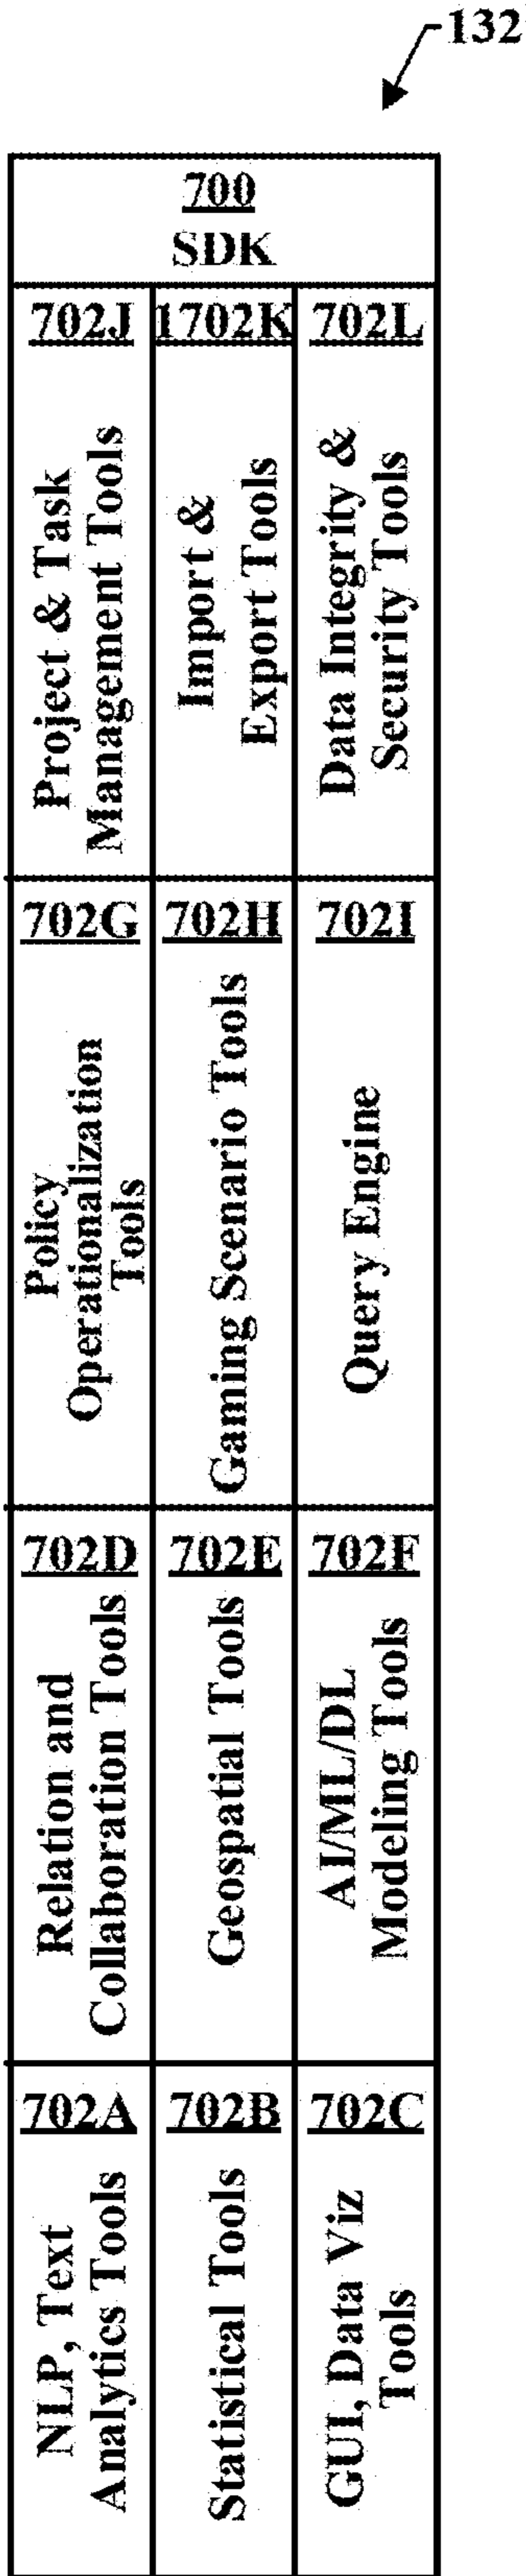 132
700
SDK
702J
Project & Task
Management Tools
1702K
Import &
Export Tools
702L
Data Integrity &
Security Tools
702G
Policy
Operationalization
Tools
702H
Gaming Scenario Tools
702I
Query Engine
702D
Relation and
Collaboration Tools
702E
Geospatial Tools
702F
AI/ML/DL
Modeling Tools
702A
NLP, Text
Analytics Tools
702B
Statistical Tools
702C
GUI, Data Viz
Tools